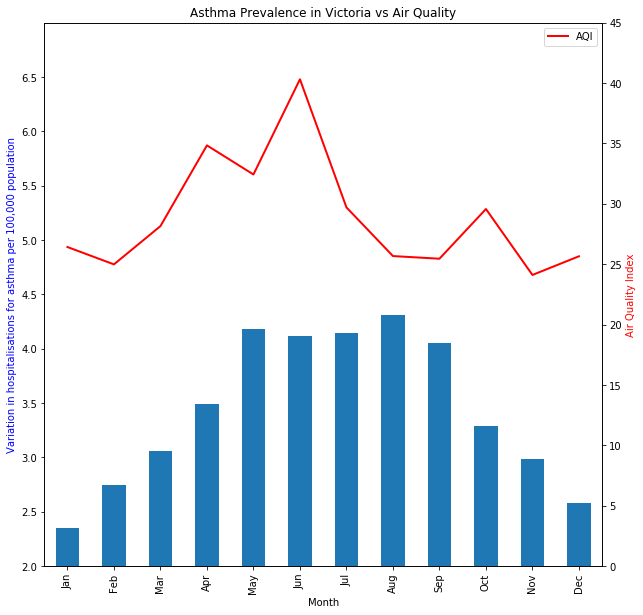 Asthma Prevalence in Victoria vs Air Quality
AQI
Variation in hospitalisations for asthma per 100,000 population
6.5
6.0
5.5
5.0
4.5
4.0
3.5
3.0
2.5
2.0
45
40
35
30
25
20
15
10
5
0
Air Quality Index
Jan
Feb
Mar
Apr
May
Jun
Jul
Aug
Sep
Oct
Nov
Dec
Month